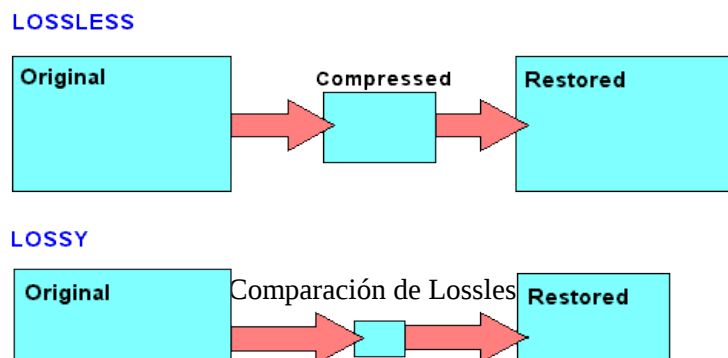 LOSSLESS
Original
Compressed
Restored
LOSSY
Original
Comparación de Lossles
Restored